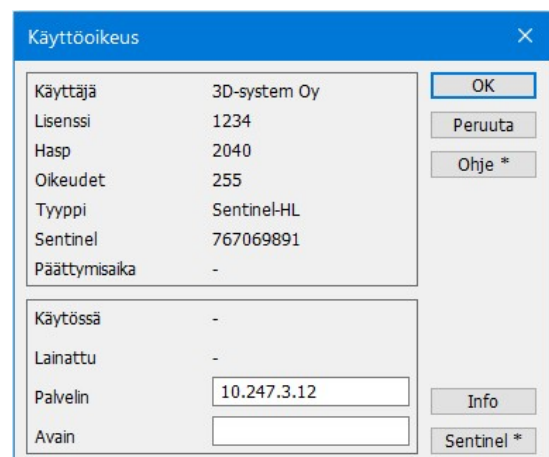 Käyttöoikeus
Käyttäjä 3D-system Oy
Lisenssi 1234
Hasp 2040
Oikeudet 255
Tyyppi Sentinel-HL
Sentinel 767069891
Päättymisaika -
OK
Peruuta
Ohje *
Käytössä -
Lainattu -
Palvelin 10.247.3.12
Avain
Info
Sentinel *